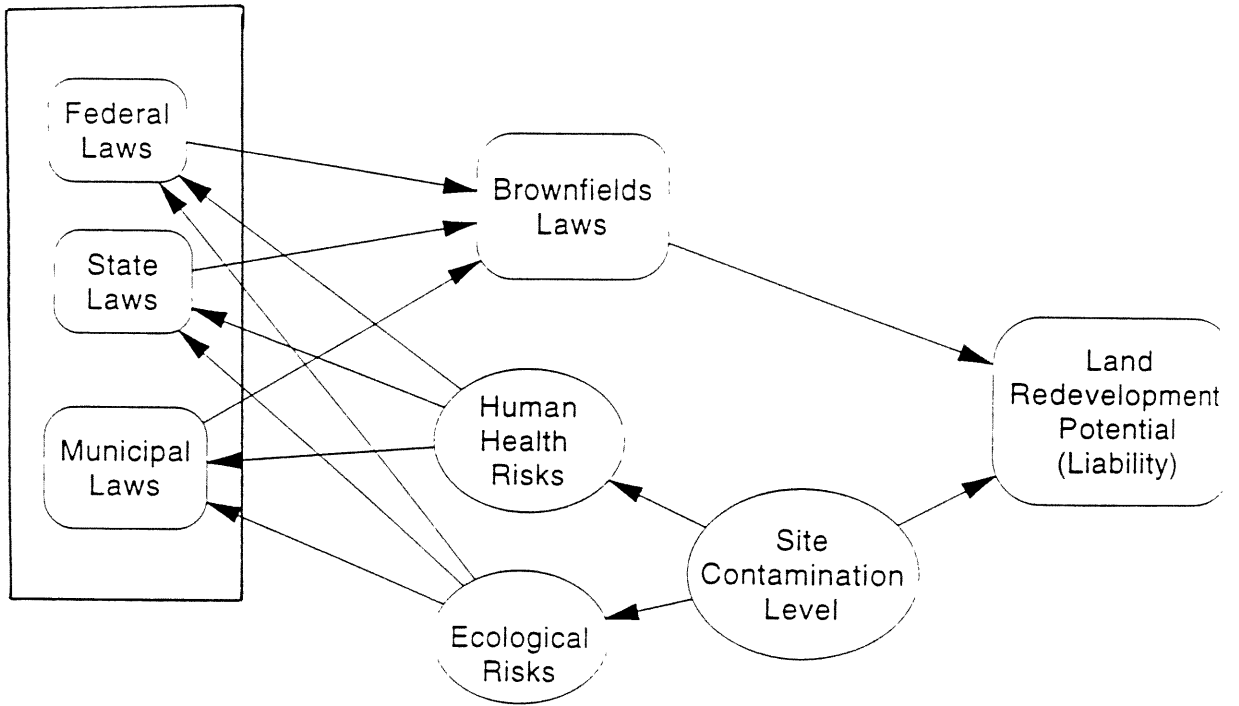 Federal
Laws
State
Laws
Municipal
Laws
Brownfields
Laws
Human
Health
Risks
Ecological
Risks
Site
Contamination
Level
Land
Redevelopment
Potential
(Liability)